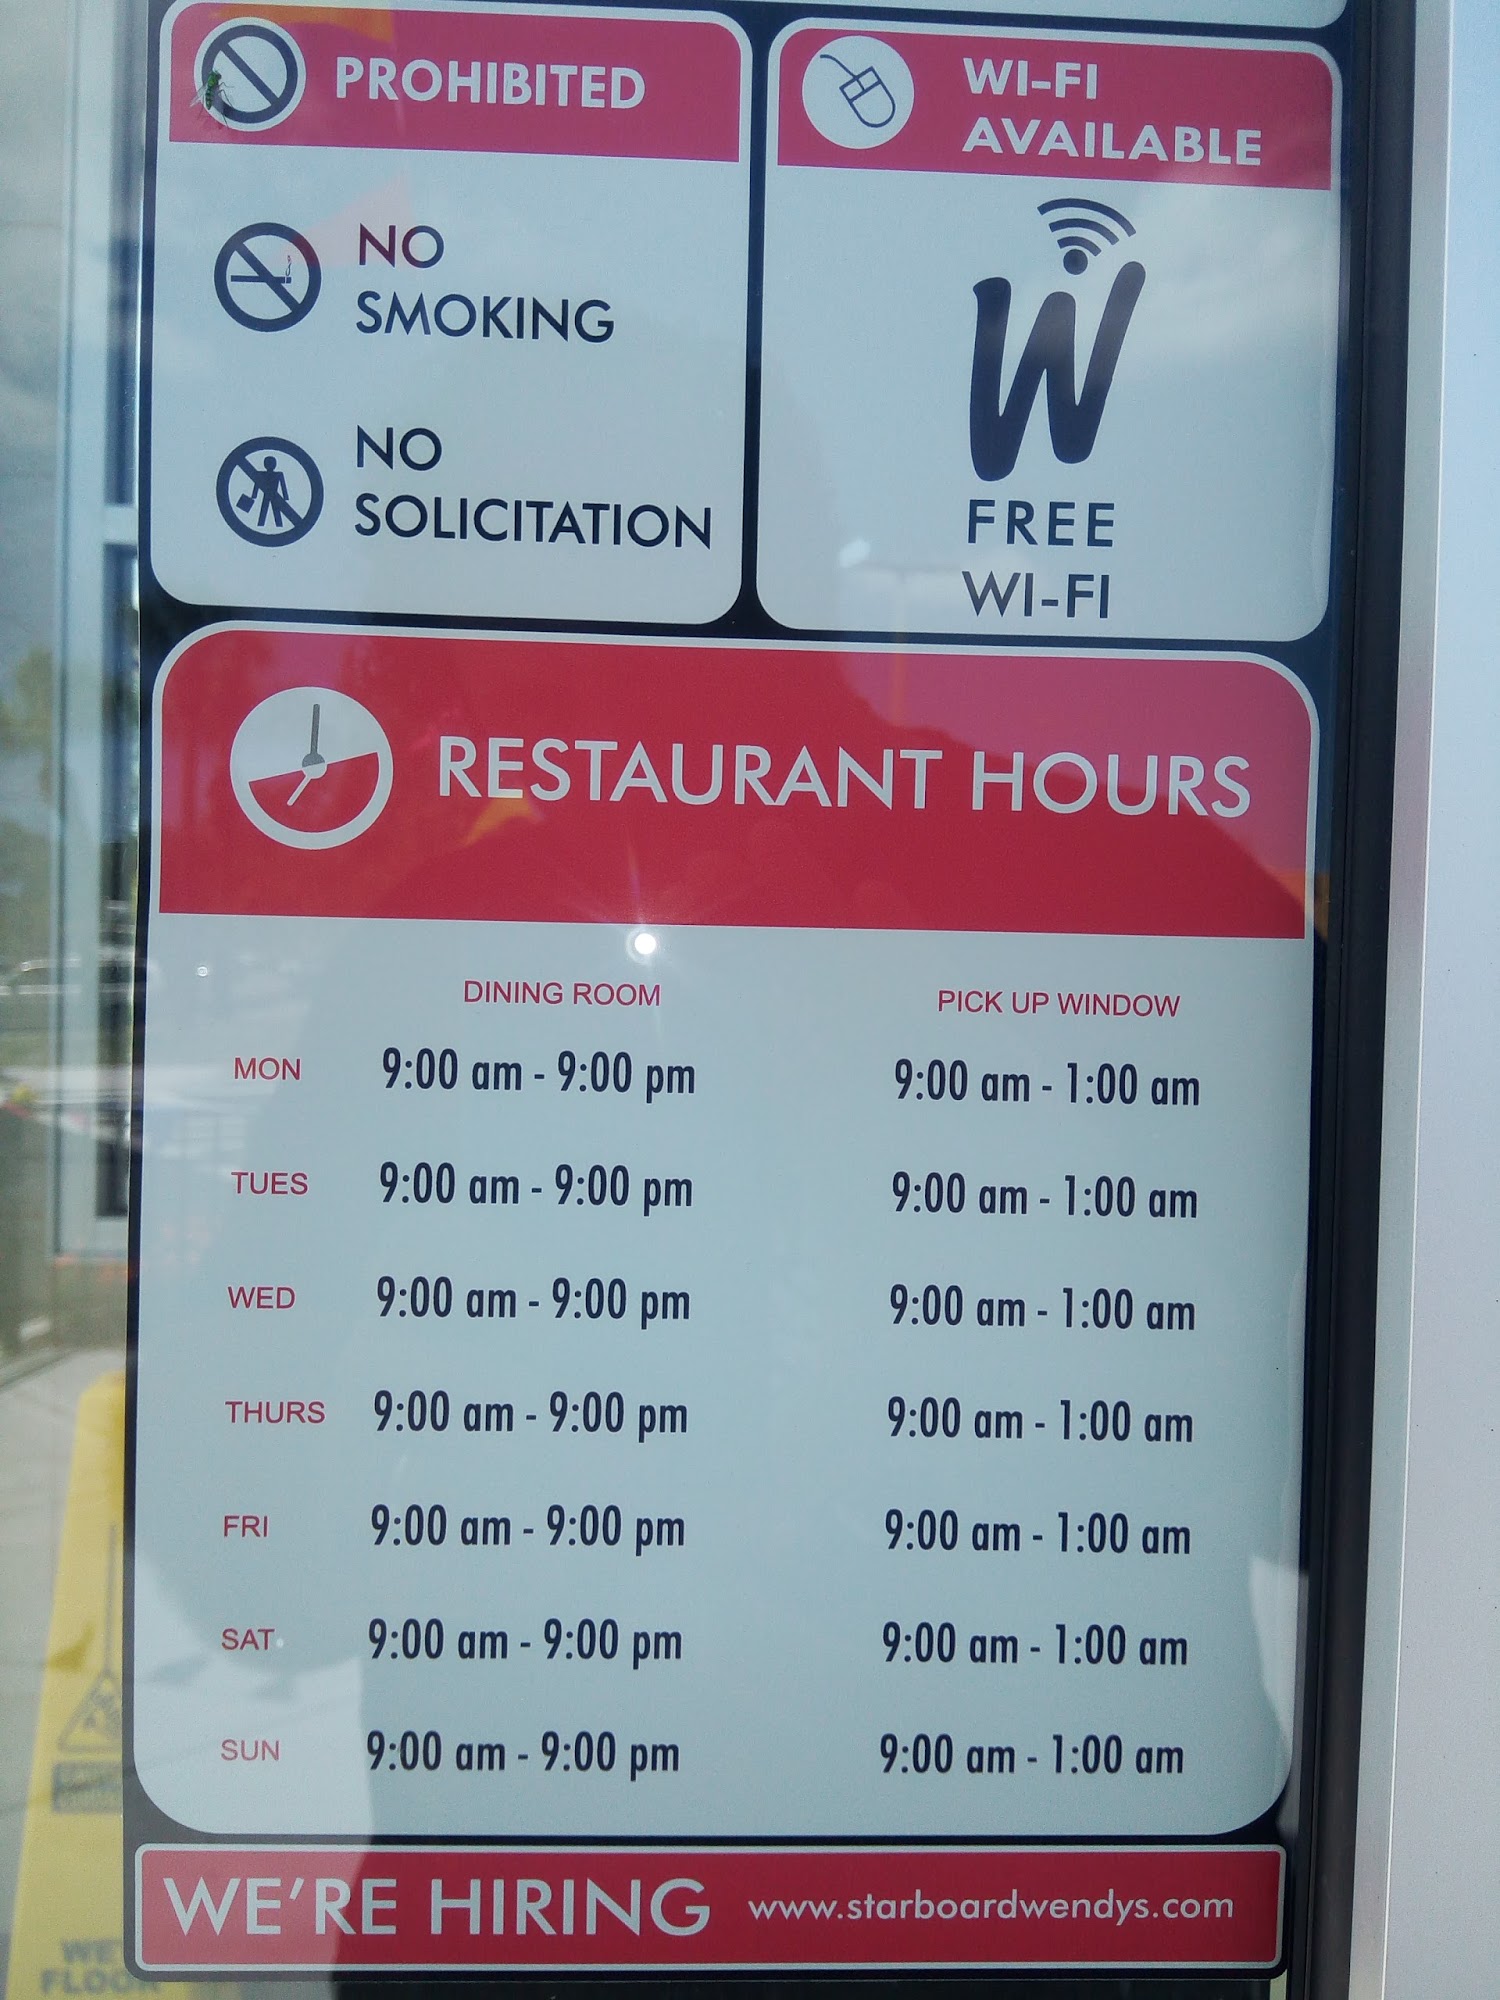 PROHIBITED
NO
SMOKING
NO
SOLICITATION
WI-FI
AVAILABLE
W
FREE
WI-FI
RESTAURANT HOURS
DINING ROOM PICK UP WINDOW
MON 9:00 am - 9:00 pm 9:00 am - 1:00 am
TUES 9:00 am - 9:00 pm 9:00 am - 1:00 am
WED 9:00 am - 9:00 pm 9:00 am - 1:00 am
THURS 9:00 am - 9:00 pm 9:00 am - 1:00 am
FRI 9:00 am - 9:00 pm 9:00 am - 1:00 am
SAT 9:00 am - 9:00 pm 9:00 am - 1:00 am
SUN 9:00 am - 9:00 pm 9:00 am - 1:00 am
WE'RE HIRING www.starboardwendys.com
WE
FLOOR